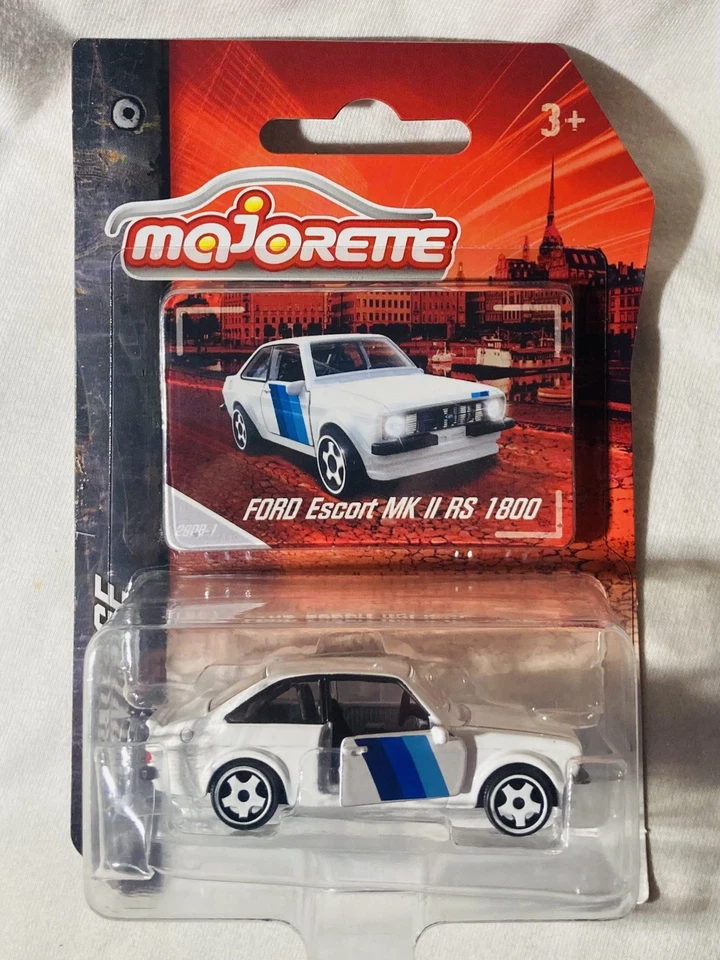 3+
MAJORETTE
FORD Escort MK II RS 1800